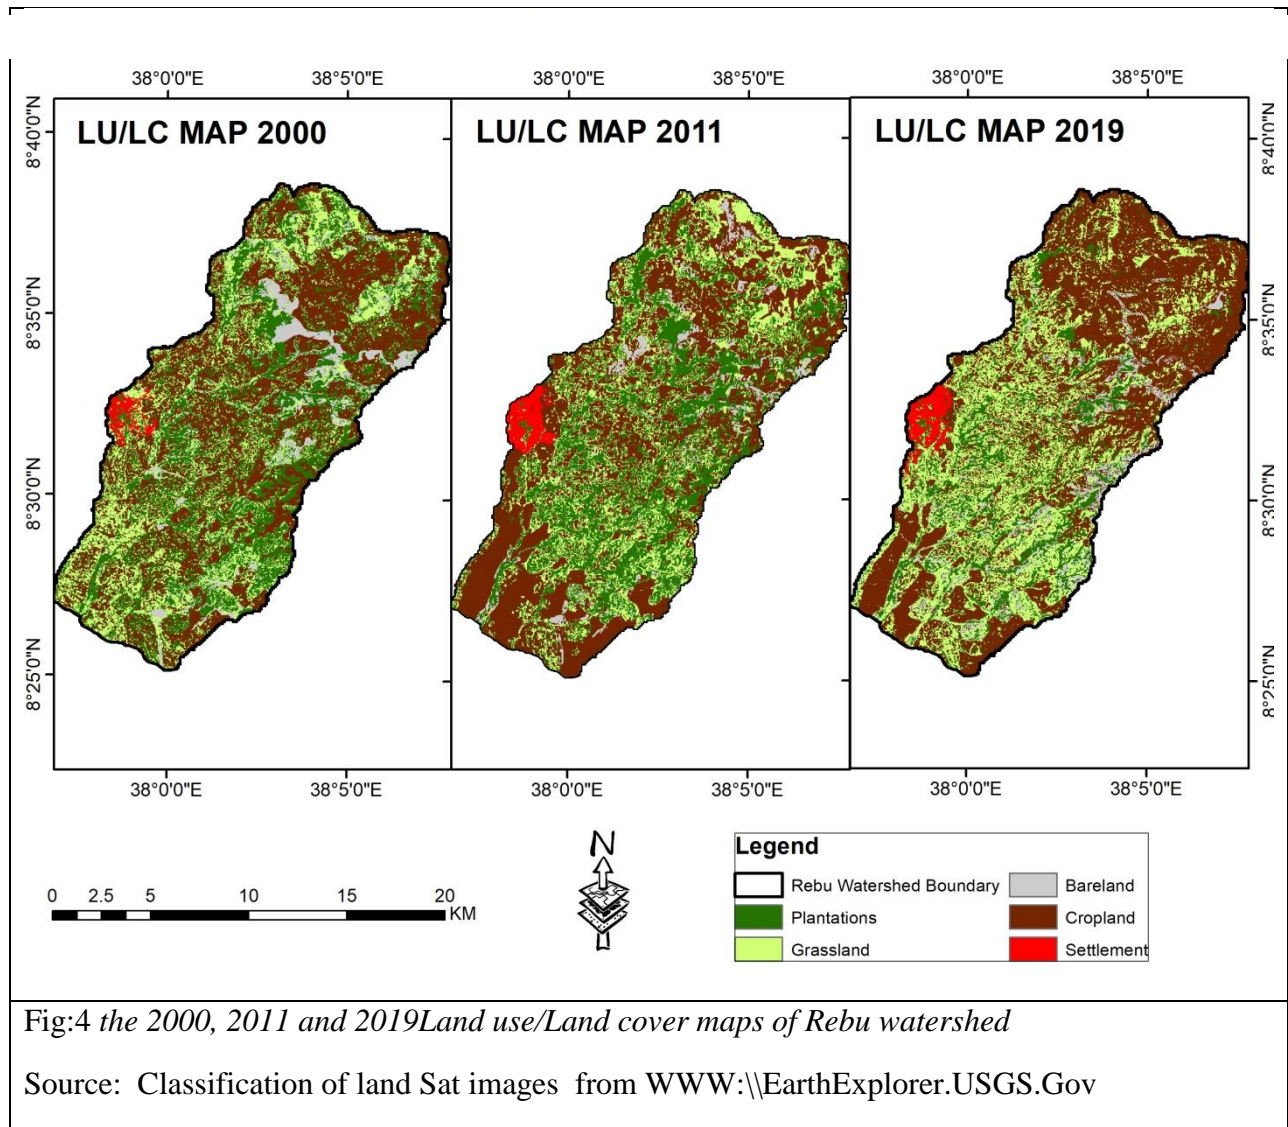 38°0'0"E 38°5'0"E 38°0'0"E 38°5'0"E 38°0'0"E 38°5'0"E
LU/LC MAP 2000 LU/LC MAP 2011 LU/LC MAP 2019
8°40'0"N 8°40'0"N
8°35'0"N 8°35'0"N
8°30'0"N 8°30'0"N
8°25'0"N 8°25'0"N
38°0'0"E 38°5'0"E 38°0'0"E 38°5'0"E 38°0'0"E 38°5'0"E
N
0 2.5 5 10 15 20
KM
Legend
Rebu Watershed Boundary Bareland
Plantations Cropland
Grassland Settlement
Fig:4 the 2000, 2011 and 2019Land use/Land cover maps of Rebu watershed
Source: Classification of land Sat images from WWW:\\EarthExplorer.USGS.Gov